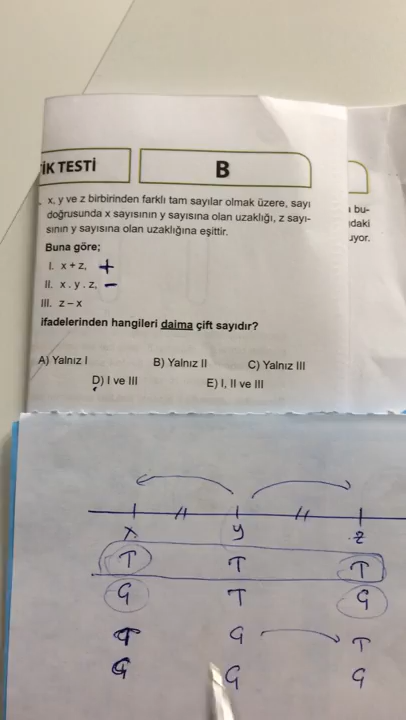 İK TESTİ
B
x, y ve z birbirinden farklı tam sayılar olmak üzere, sayı
doğrusunda x sayısının y sayısına olan uzaklığı, z sayı-
sının y sayısına olan uzaklığına eşittir.
Buna göre;
I. x + z, +
II. x . y . z, −
III. z – x
ifadelerinden hangileri daima çift sayıdır?
A) Yalnız I B) Yalnız II C) Yalnız III
D) I ve III E) I, II ve III
bu-
daki
uyor.
x y z
T T T
G T G
T G T
G G G